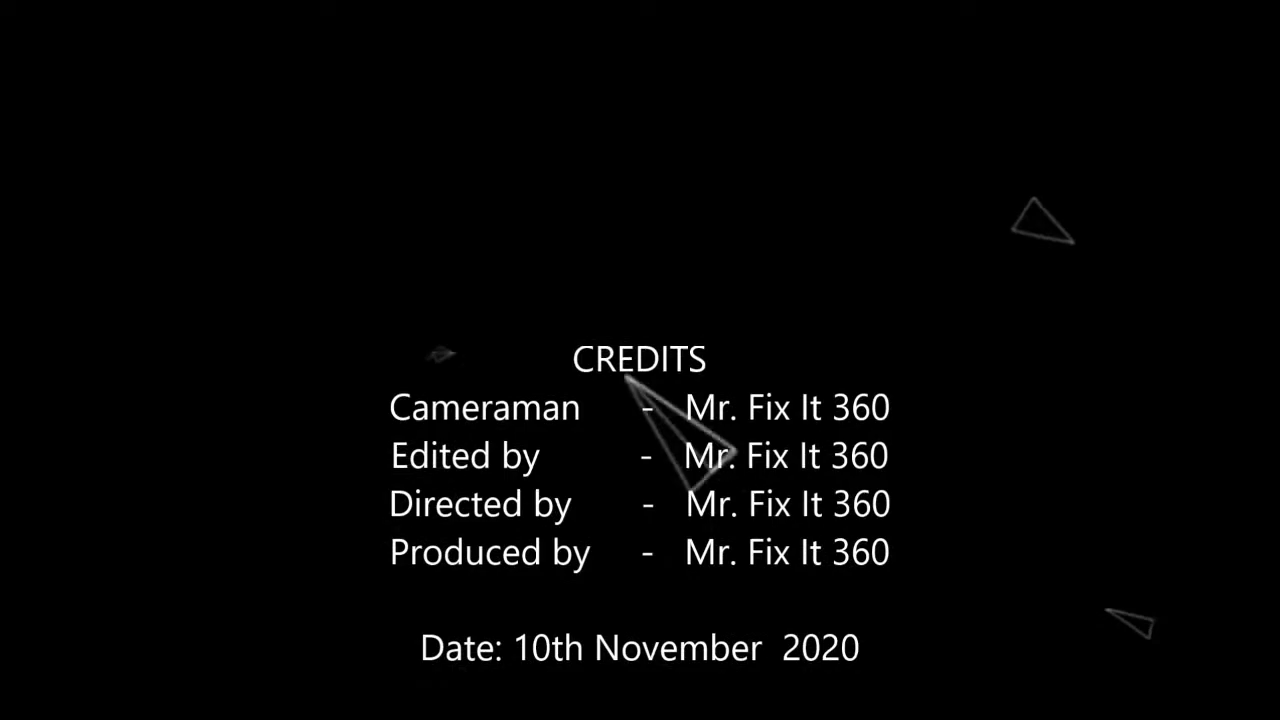 CREDITS
Cameraman - Mr. Fix It 360
Edited by - Mr. Fix It 360
Directed by - Mr. Fix It 360
Produced by - Mr. Fix It 360
Date: 10th November 2020